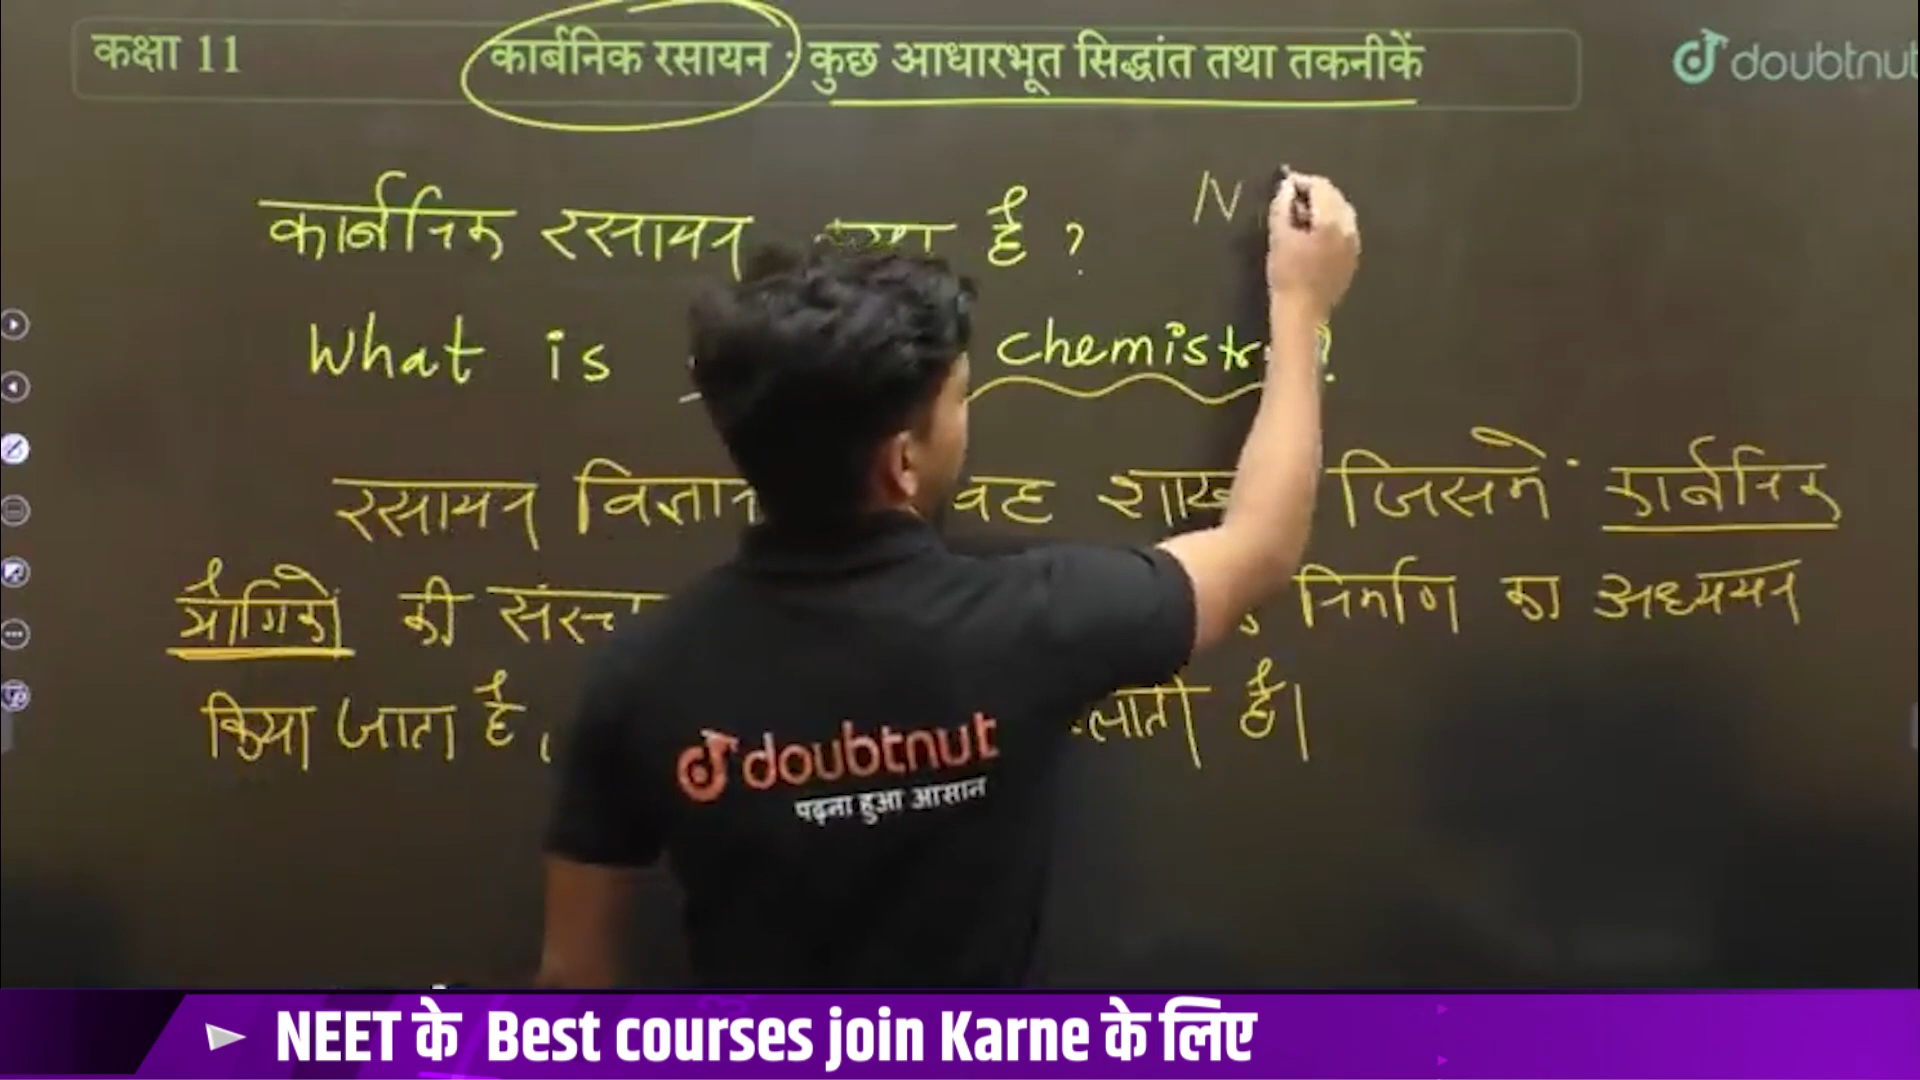 कक्षा 11
कार्बनिक रसायन : कुछ आधारभूत सिद्धांत तथा तकनीकें
doubtnut
कार्बनिक रसायन है ?
N
What is chemistr ?
रसायन वह जिसमें कार्बनिक
यौगिकों की निर्माण का अध्ययन
किया जाता है, है।
doubtnut
पढ़ना हुआ आसान
NEET के Best courses join Karne के लिए